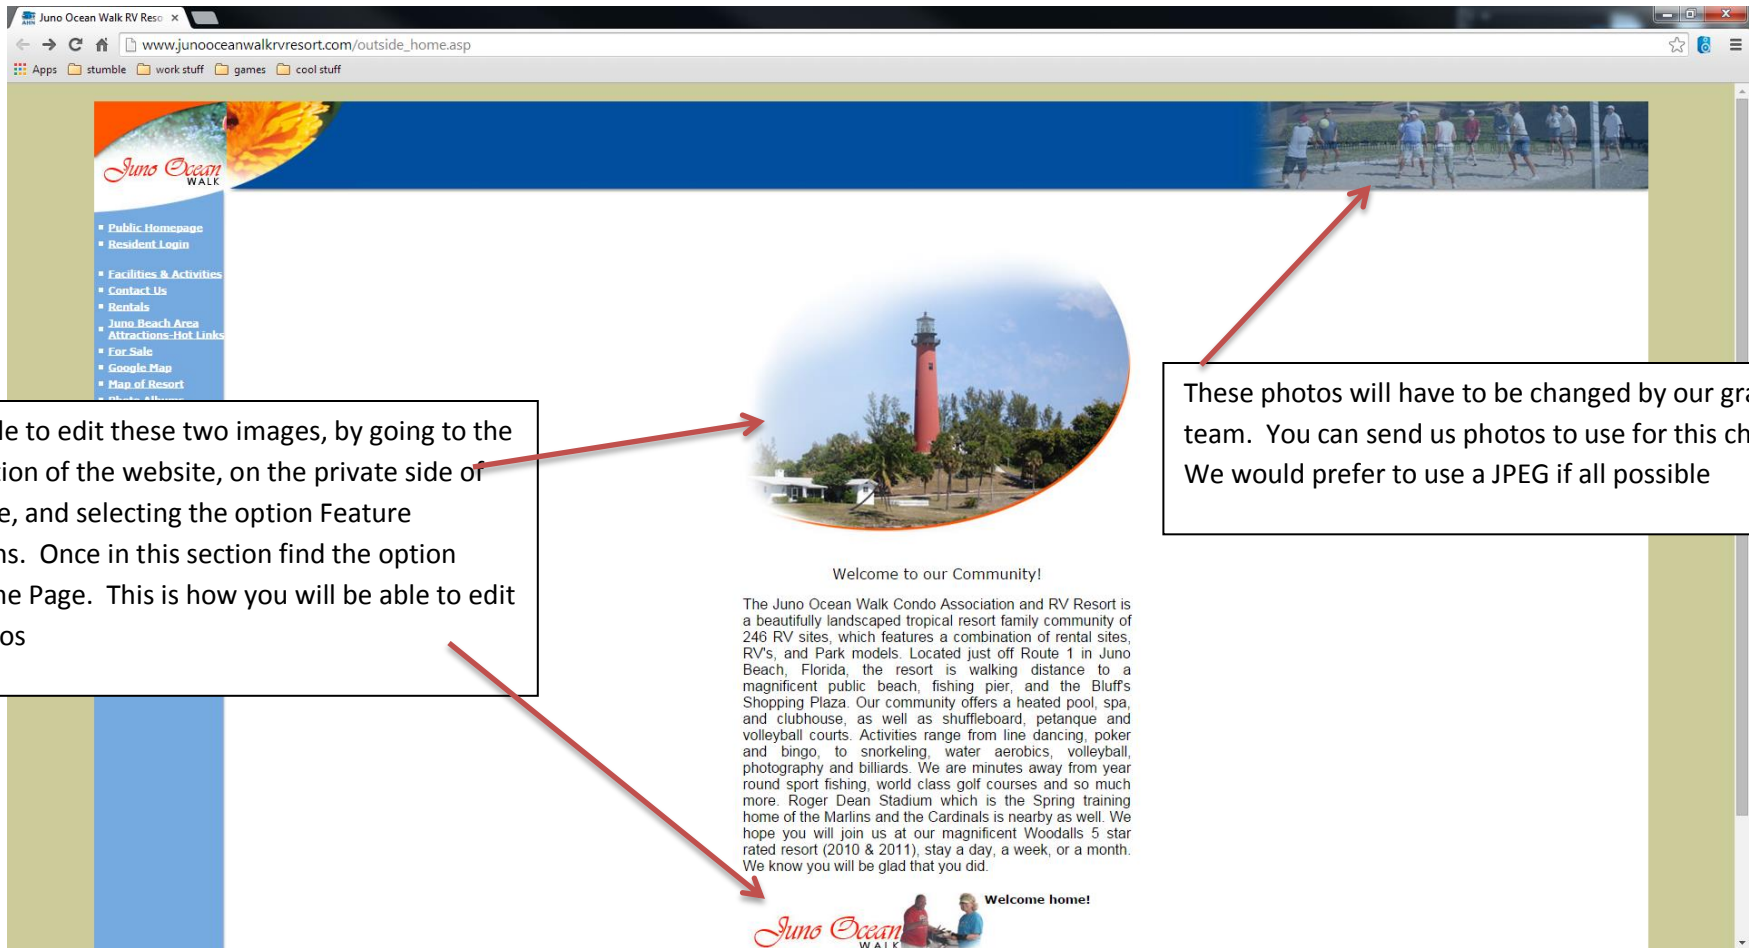 Juno Ocean Walk RV Reso
www.junooceanwalkrvresort.com/outside_home.asp
Apps stumble work stuff games cool stuff
Juno Ocean
WALK
Public Homepage
Resident Login
Facilities & Activities
Contact Us
Rentals
Juno Beach Area
Attractions-Hot Links
For Sale
Google Map
Map of Resort
Photo Albums
le to edit these two images, by going to the
tion of the website, on the private side of
e, and selecting the option Feature
ns. Once in this section find the option
ne Page. This is how you will be able to edit
os
These photos will have to be changed by our gra
team. You can send us photos to use for this ch
We would prefer to use a JPEG if all possible
Welcome to our Community!
The Juno Ocean Walk Condo Association and RV Resort is
a beautifully landscaped tropical resort family community of
246 RV sites, which features a combination of rental sites,
RV's, and Park models. Located just off Route 1 in Juno
Beach, Florida, the resort is walking distance to a
magnificent public beach, fishing pier, and the Bluff's
Shopping Plaza. Our community offers a heated pool, spa,
and clubhouse, as well as shuffleboard, petanque and
volleyball courts. Activities range from line dancing, poker
and bingo, to snorkeling, water aerobics, volleyball,
photography and billiards. We are minutes away from year
round sport fishing, world class golf courses and so much
more. Roger Dean Stadium which is the Spring training
home of the Marlins and the Cardinals is nearby as well. We
hope you will join us at our magnificent Woodalls 5 star
rated resort (2010 & 2011), stay a day, a week, or a month.
We know you will be glad that you did.
Welcome home!
Juno Ocean
WALK